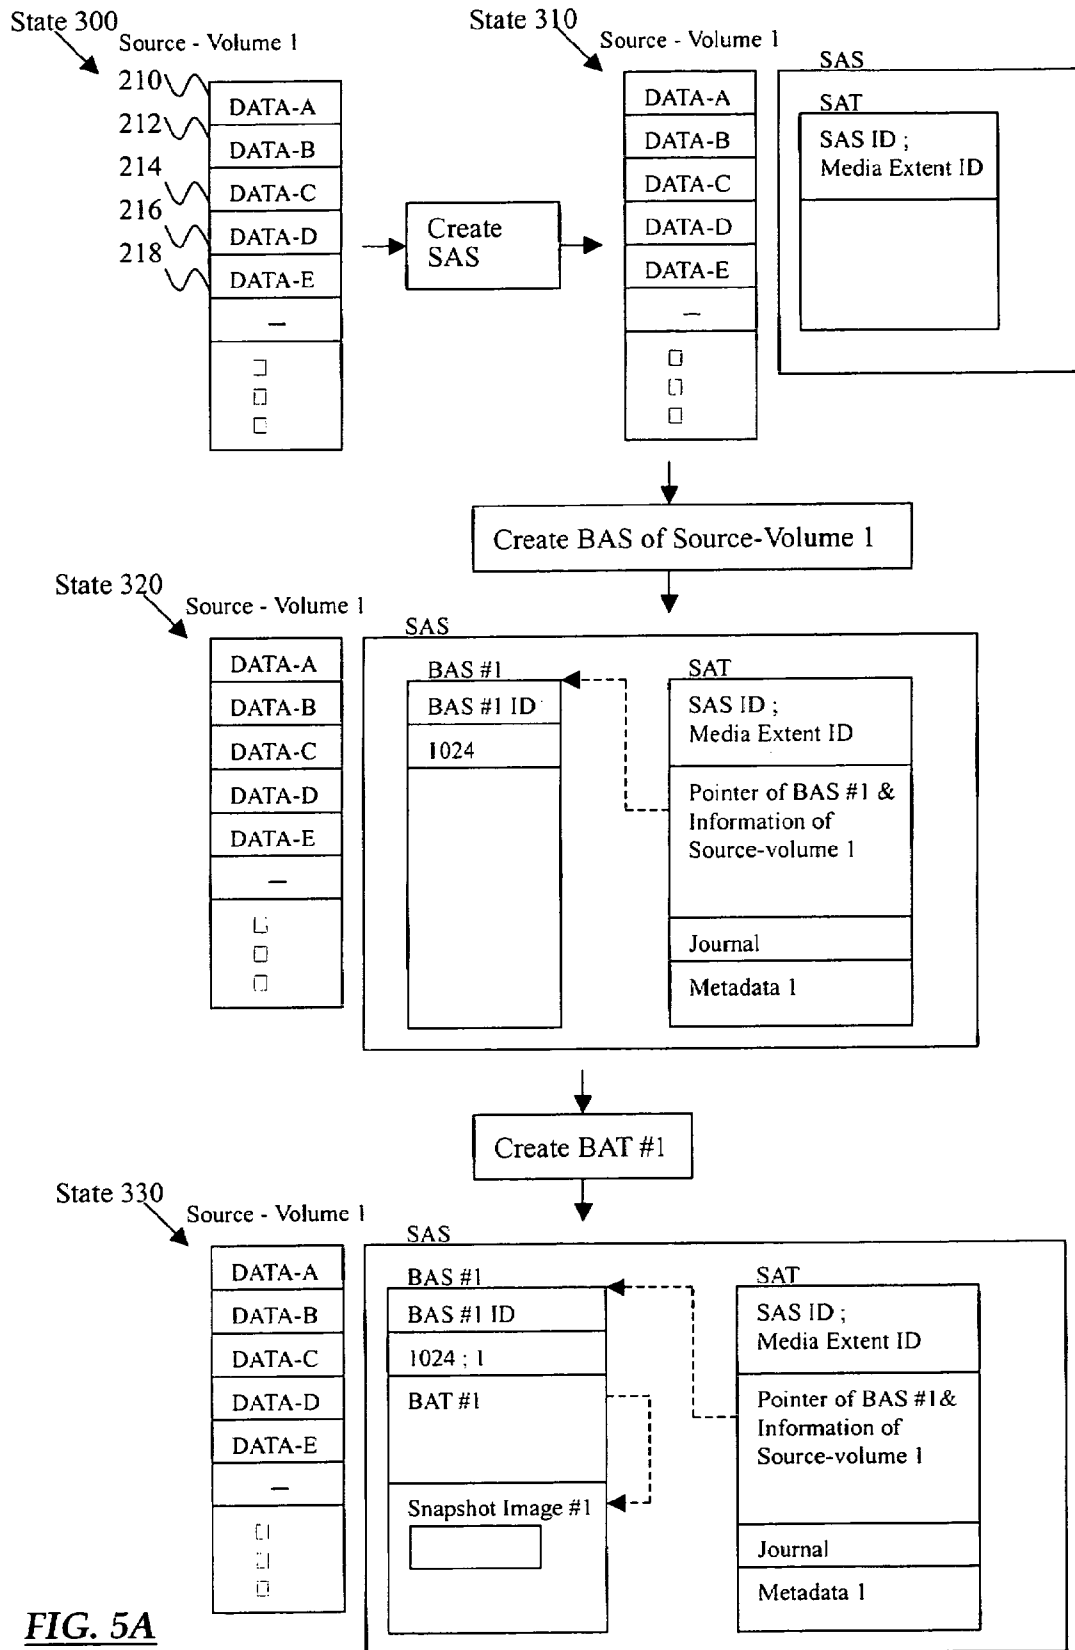 State 300
Source - Volume 1
210
212
214
216
218
DATA-A
DATA-B
DATA-C
DATA-D
DATA-E
–
Create
SAS
State 310
Source - Volume 1
DATA-A
DATA-B
DATA-C
DATA-D
DATA-E
–
SAS
SAT
SAS ID ;
Media Extent ID
Create BAS of Source-Volume 1
State 320
Source - Volume 1
DATA-A
DATA-B
DATA-C
DATA-D
DATA-E
–
SAS
BAS #1
BAS #1 ID
1024
SAT
SAS ID ;
Media Extent ID
Pointer of BAS #1 &
Information of
Source-volume 1
Journal
Metadata 1
Create BAT #1
State 330
Source - Volume 1
DATA-A
DATA-B
DATA-C
DATA-D
DATA-E
–
SAS
BAS #1
BAS #1 ID
1024 ; 1
BAT #1
Snapshot Image #1
SAT
SAS ID ;
Media Extent ID
Pointer of BAS #1&
Information of
Source-volume 1
Journal
Metadata 1
FIG. 5A